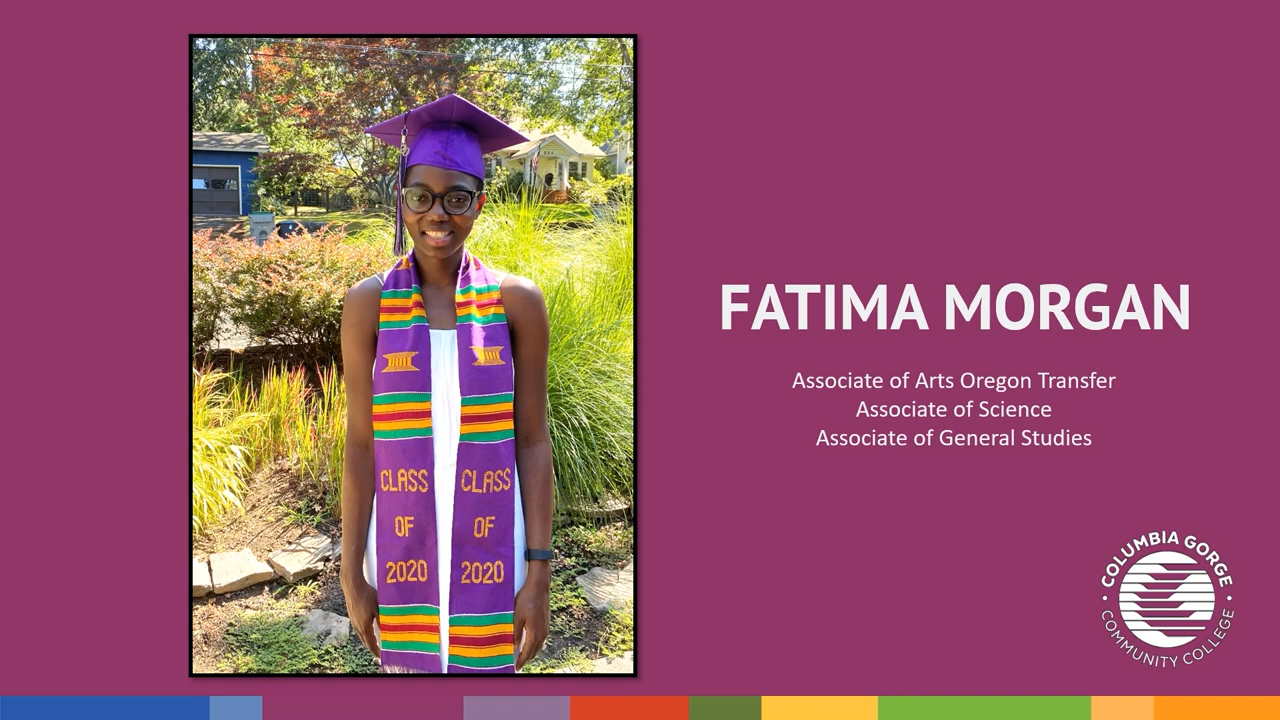 FATIMA MORGAN
Associate of Arts Oregon Transfer
Associate of Science
Associate of General Studies
CLASS CLASS
OF OF
2020 2020
COLUMBIA GORGE
COMMUNITY COLLEGE